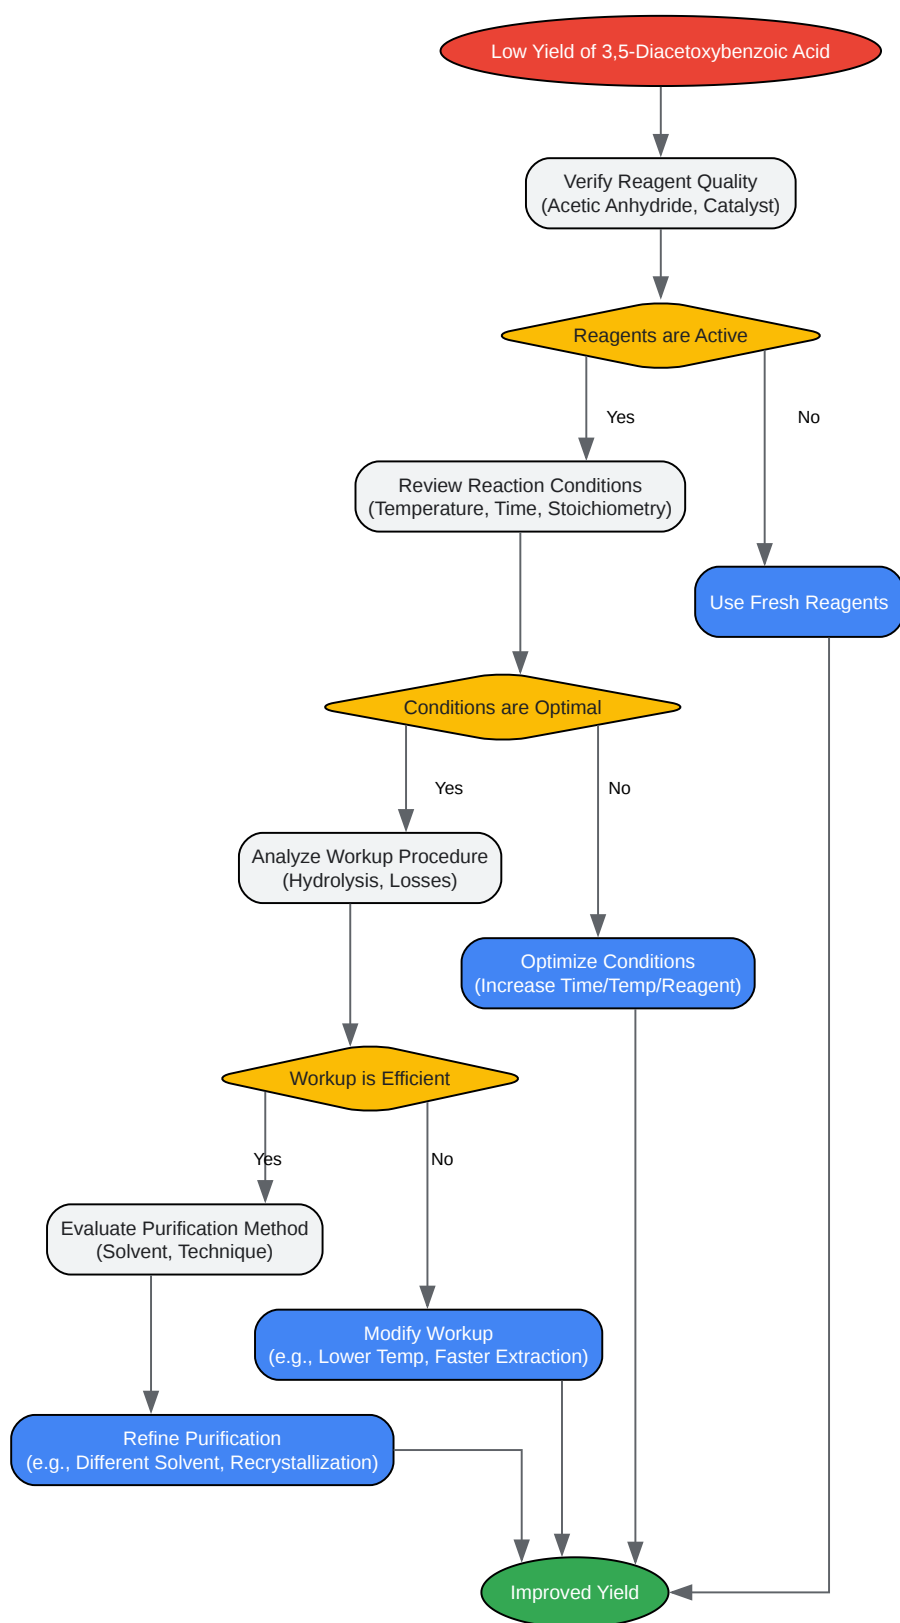 Low Yield of 3,5-Diacetoxybenzoic Acid
Verify Reagent Quality
(Acetic Anhydride, Catalyst)
Reagents are Active
Yes
No
Review Reaction Conditions
(Temperature, Time, Stoichiometry)
Use Fresh Reagents
Conditions are Optimal
Yes
No
Analyze Workup Procedure
(Hydrolysis, Losses)
Optimize Conditions
(Increase Time/Temp/Reagent)
Workup is Efficient
Yes
No
Evaluate Purification Method
(Solvent, Technique)
Modify Workup
(e.g., Lower Temp, Faster Extraction)
Refine Purification
(e.g., Different Solvent, Recrystallization)
Improved Yield